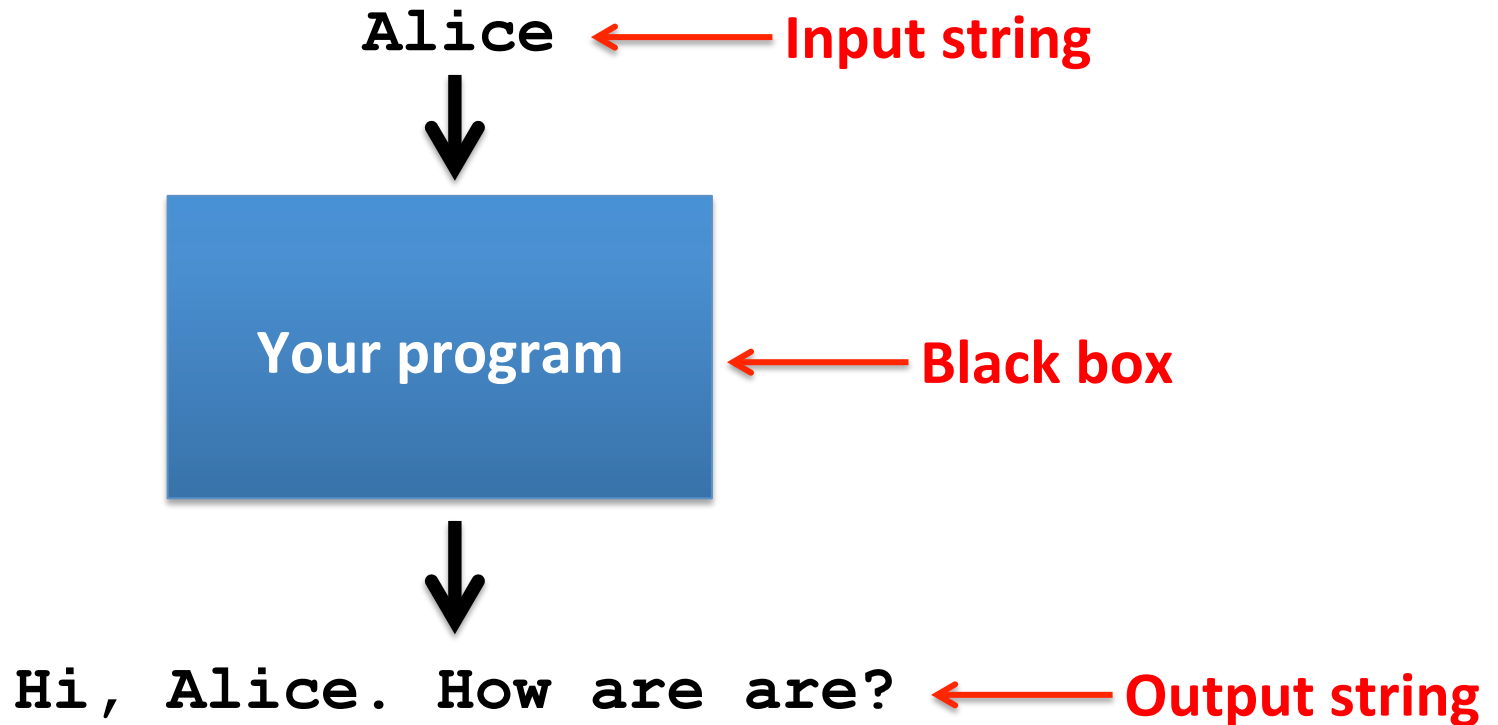 Alice
Input string
Your program
Black box
Hi, Alice. How are are?
Output string